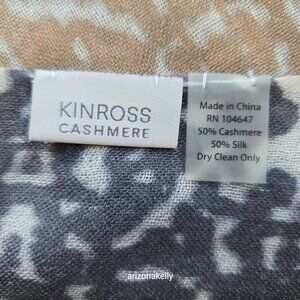 KINROSS
CASHMERE
Made in China
RN 104647
50% Cashmere
50% Silk
Dry Clean Only
arizonakelly